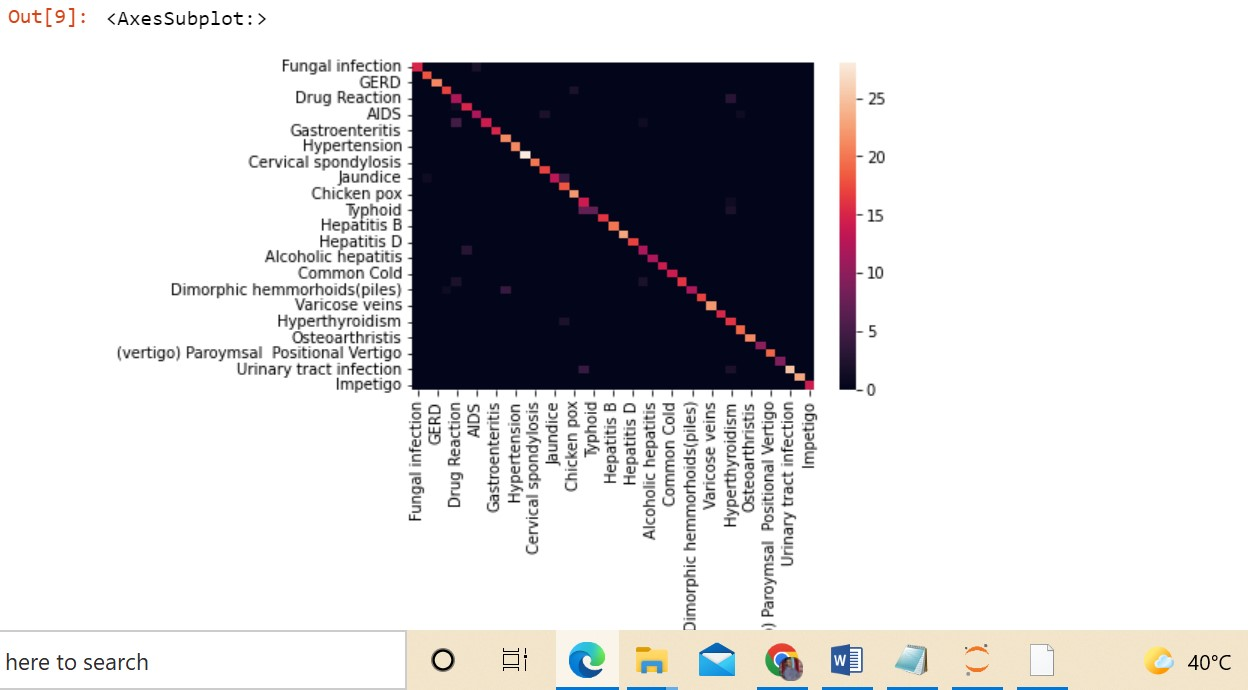 Out[9]: <AxesSubplot:>
Fungal infection
GERD
Drug Reaction
AIDS
Gastroenteritis
Hypertension
Cervical spondylosis
Jaundice
Chicken pox
Typhoid
Hepatitis B
Hepatitis D
Alcoholic hepatitis
Common Cold
Dimorphic hemmorhoids(piles)
Varicose veins
Hyperthyroidism
Osteoarthristis
(vertigo) Paroymsal  Positional Vertigo
Urinary tract infection
Impetigo
25
20
15
10
5
0
Fungal infection
GERD
Drug Reaction
AIDS
Gastroenteritis
Hypertension
Cervical spondylosis
Jaundice
Chicken pox
Typhoid
Hepatitis B
Hepatitis D
Alcoholic hepatitis
Common Cold
Dimorphic hemmorhoids(piles)
Varicose veins
Hyperthyroidism
Osteoarthristis
) Paroymsal  Positional Vertigo
Urinary tract infection
Impetigo
here to search
W
40°C